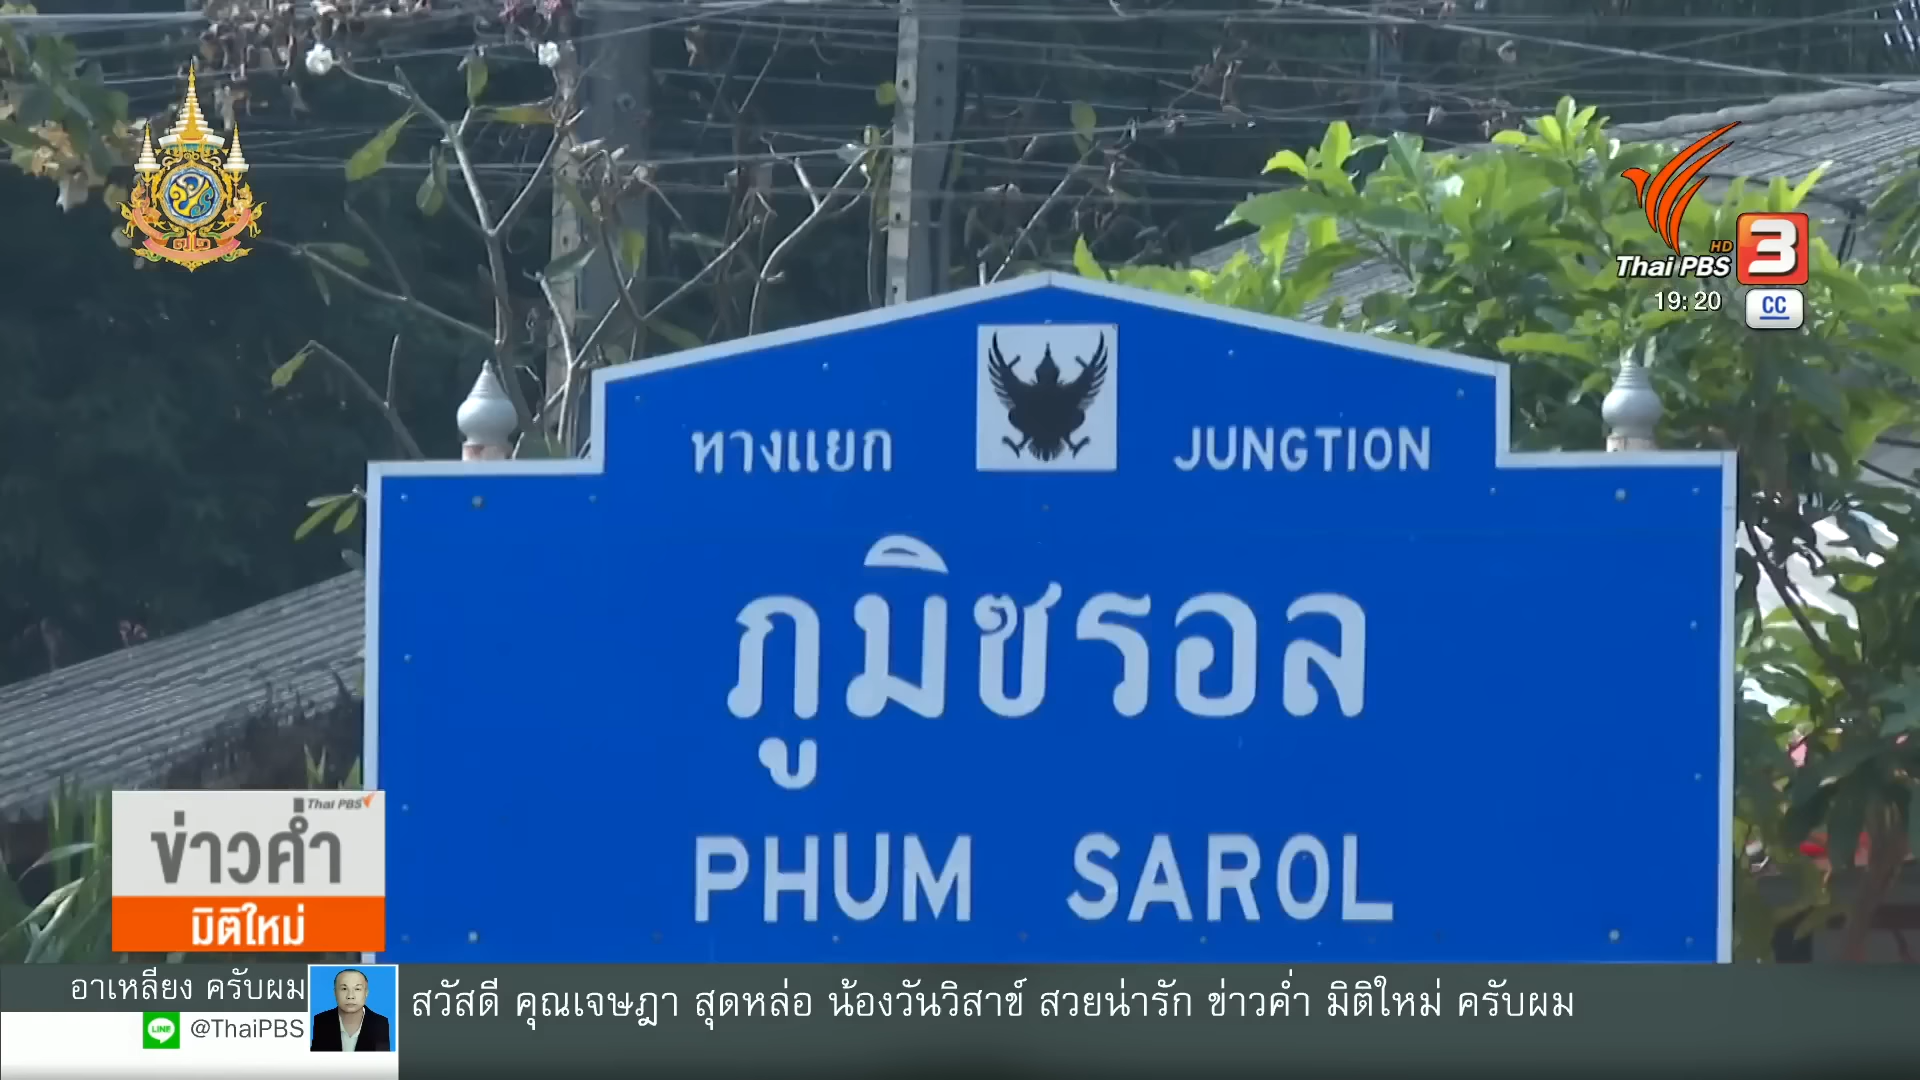 HD
Thai PBS 3
19:20 CC
ทางแยก JUNGTION
ภูมิซรอล
PHUM SAROL
Thai PBS
ข่าวค่ำ
มิติใหม่
อาเหลียง ครับผม
LINE @ThaiPBS
สวัสดี คุณเจษฎา สุดหล่อ น้องวันวิสาข์ สวยน่ารัก ข่าวค่ำ มิติใหม่ ครับผม